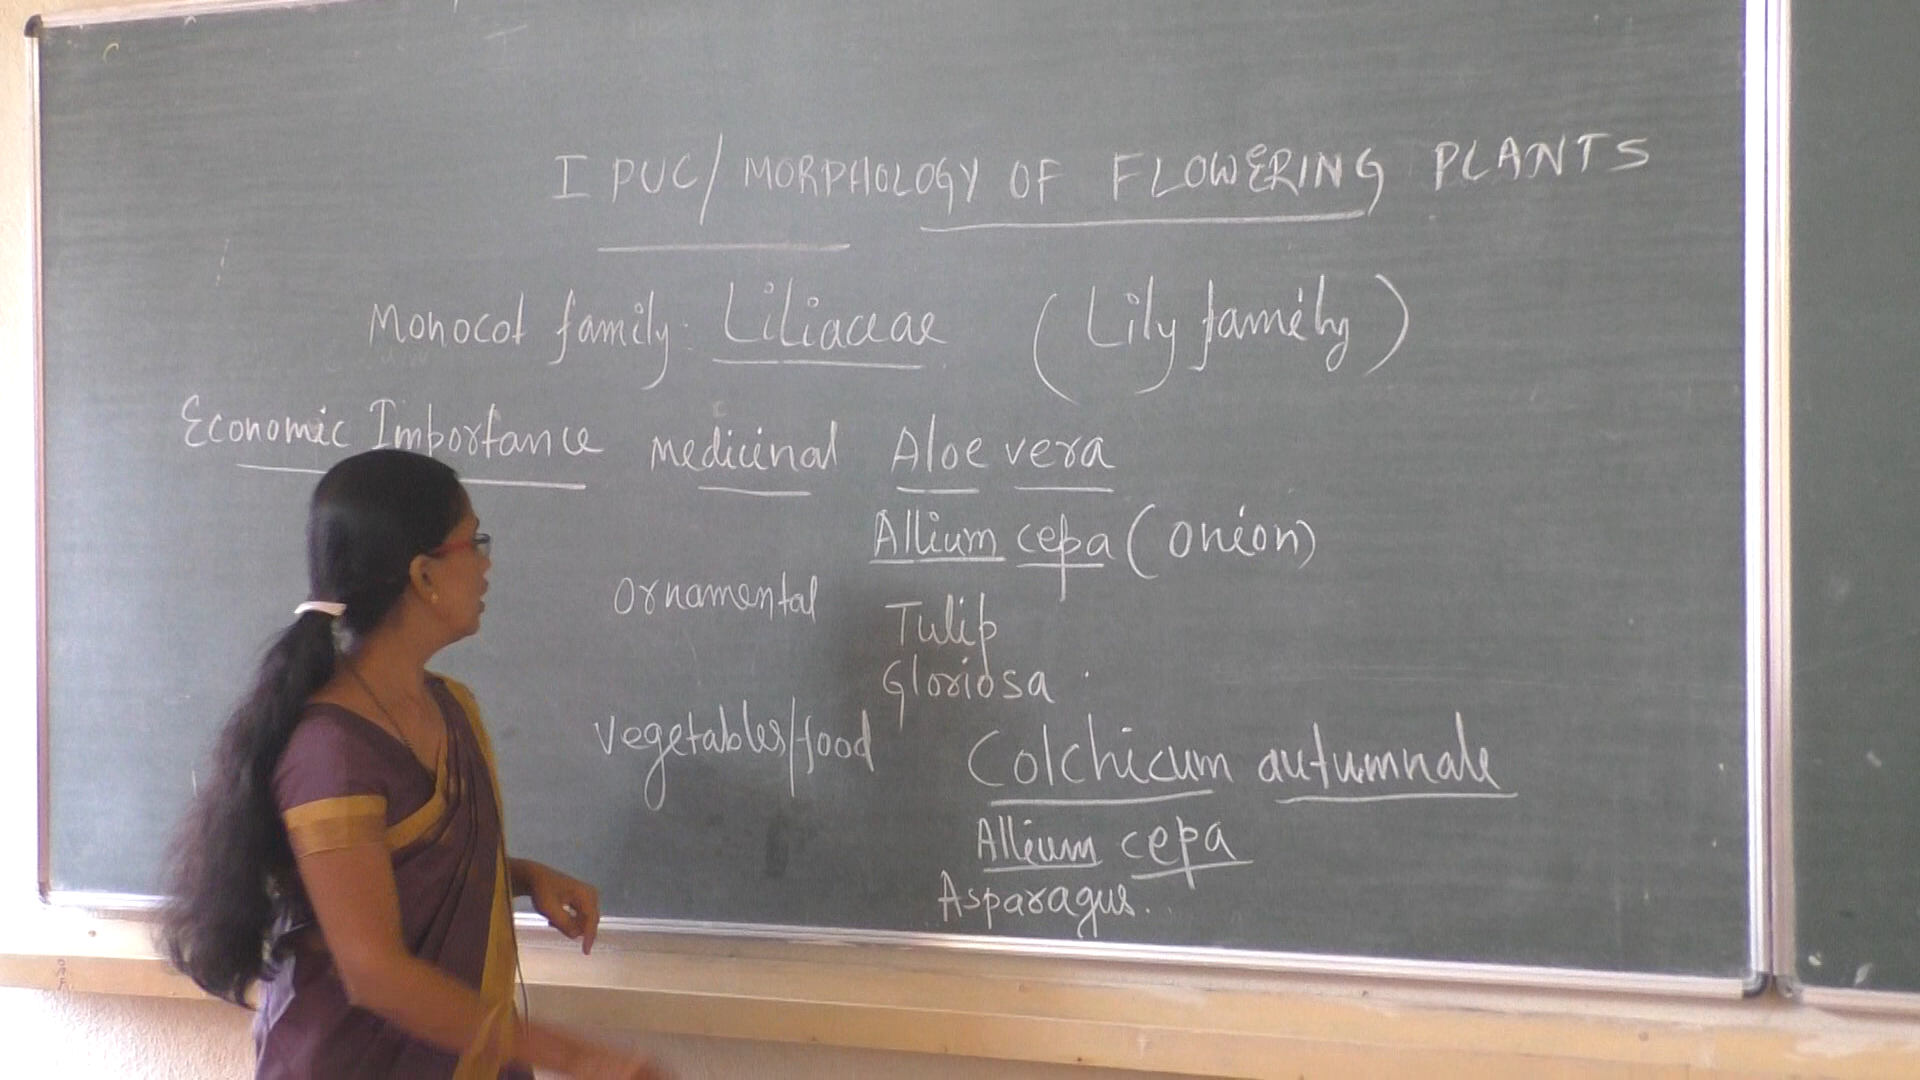 I PUC/ MORPHOLOGY OF FLOWERING PLANTS
Monocot family: Liliaceae (Lily family)
Economic Importance medicinal Aloe vera
Allium cepa (onion)
ornamental Tulip
Gloriosa
vegetables/food Colchicum autumnale
Allium cepa
Asparagus.